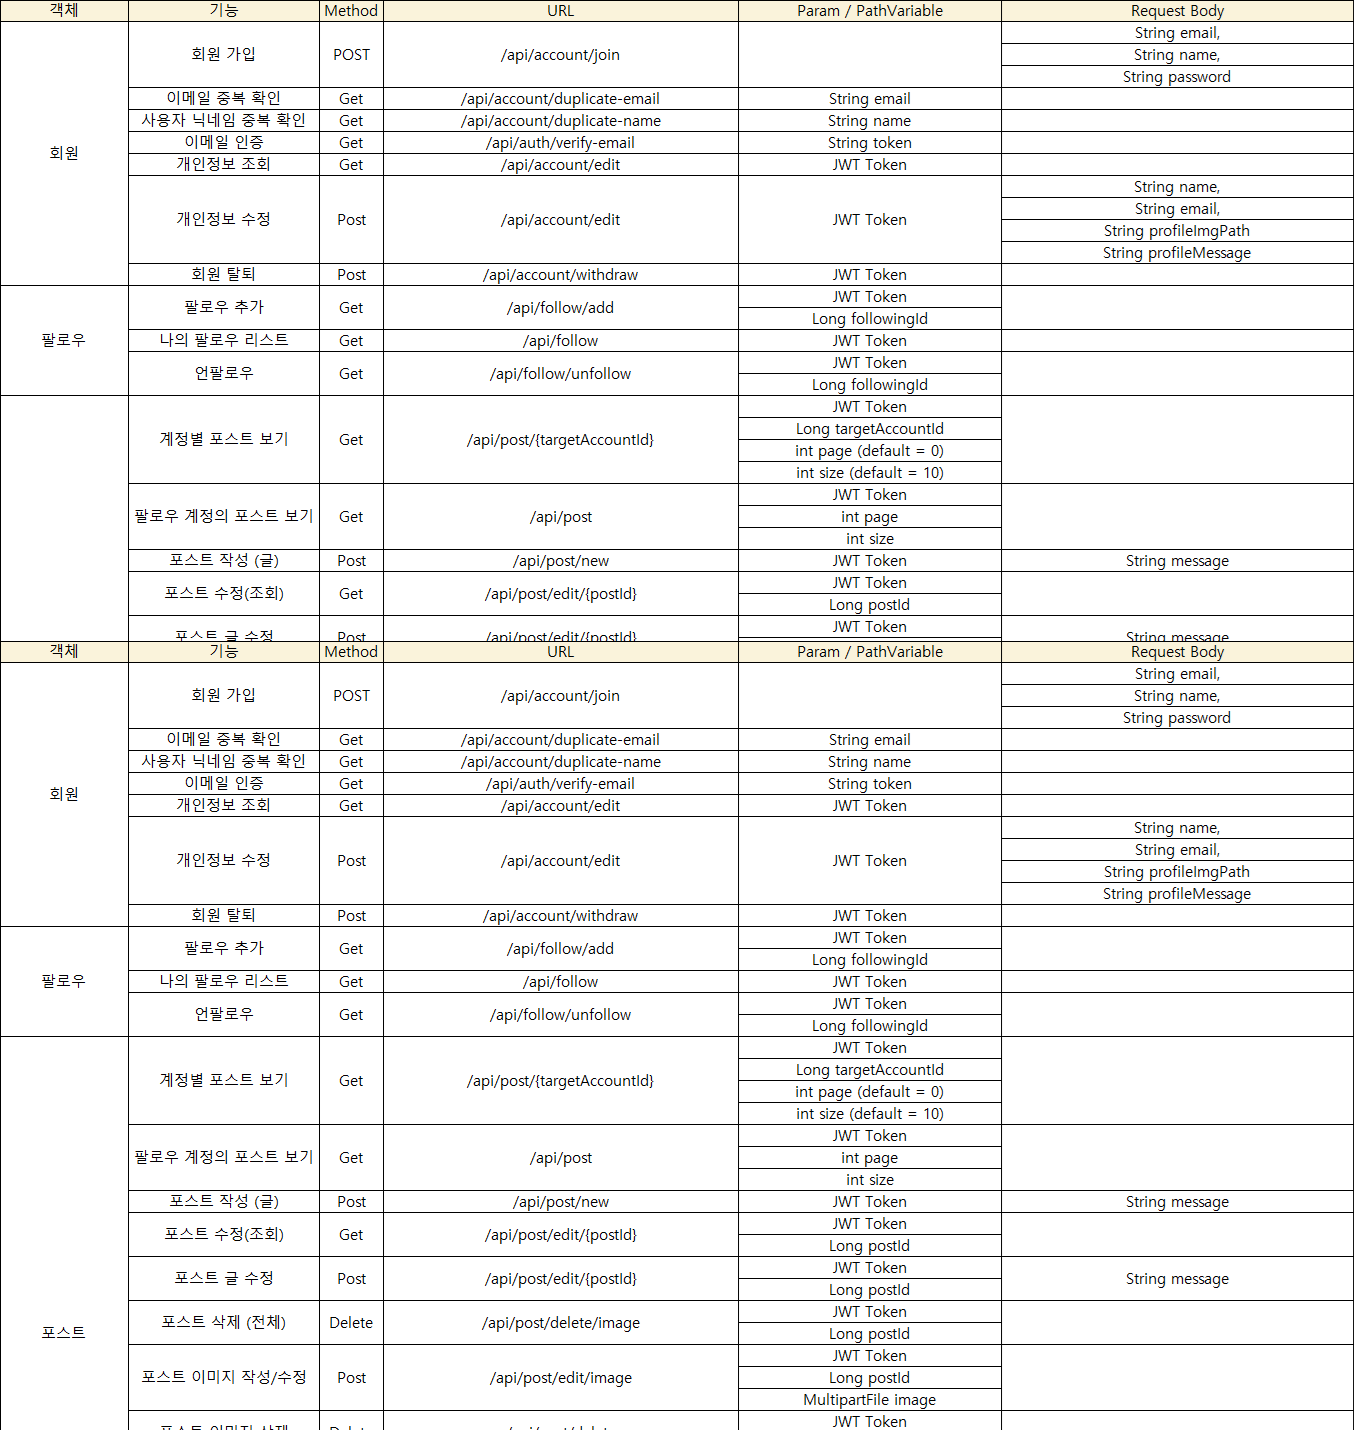 객체 기능 Method URL Param / PathVariable Request Body
회원 회원 가입 POST /api/account/join String email,
String name,
String password
이메일 중복 확인 Get /api/account/duplicate-email String email
사용자 닉네임 중복 확인 Get /api/account/duplicate-name String name
이메일 인증 Get /api/auth/verify-email String token
개인정보 조회 Get /api/account/edit JWT Token
개인정보 수정 Post /api/account/edit JWT Token String name,
String email,
String profileImgPath
String profileMessage
회원 탈퇴 Post /api/account/withdraw JWT Token
팔로우 팔로우 추가 Get /api/follow/add JWT Token
Long followingId
나의 팔로우 리스트 Get /api/follow JWT Token
언팔로우 Get /api/follow/unfollow JWT Token
Long followingId
계정별 포스트 보기 Get /api/post/{targetAccountId} JWT Token
Long targetAccountId
int page (default = 0)
int size (default = 10)
팔로우 계정의 포스트 보기 Get /api/post JWT Token
int page
int size
포스트 작성 (글) Post /api/post/new JWT Token String message
포스트 수정(조회) Get /api/post/edit/{postId} JWT Token
Long postId
포스트 글 수정 Post /api/post/edit/{postId} JWT Token String message
객체 기능 Method URL Param / PathVariable Request Body
회원 회원 가입 POST /api/account/join String email,
String name,
String password
이메일 중복 확인 Get /api/account/duplicate-email String email
사용자 닉네임 중복 확인 Get /api/account/duplicate-name String name
이메일 인증 Get /api/auth/verify-email String token
개인정보 조회 Get /api/account/edit JWT Token
개인정보 수정 Post /api/account/edit JWT Token String name,
String email,
String profileImgPath
String profileMessage
회원 탈퇴 Post /api/account/withdraw JWT Token
팔로우 팔로우 추가 Get /api/follow/add JWT Token
Long followingId
나의 팔로우 리스트 Get /api/follow JWT Token
언팔로우 Get /api/follow/unfollow JWT Token
Long followingId
포스트 계정별 포스트 보기 Get /api/post/{targetAccountId} JWT Token
Long targetAccountId
int page (default = 0)
int size (default = 10)
팔로우 계정의 포스트 보기 Get /api/post JWT Token
int page
int size
포스트 작성 (글) Post /api/post/new JWT Token String message
포스트 수정(조회) Get /api/post/edit/{postId} JWT Token
Long postId
포스트 글 수정 Post /api/post/edit/{postId} JWT Token String message
Long postId
포스트 삭제 (전체) Delete /api/post/delete/image JWT Token
Long postId
포스트 이미지 작성/수정 Post /api/post/edit/image JWT Token
Long postId
MultipartFile image
JWT Token